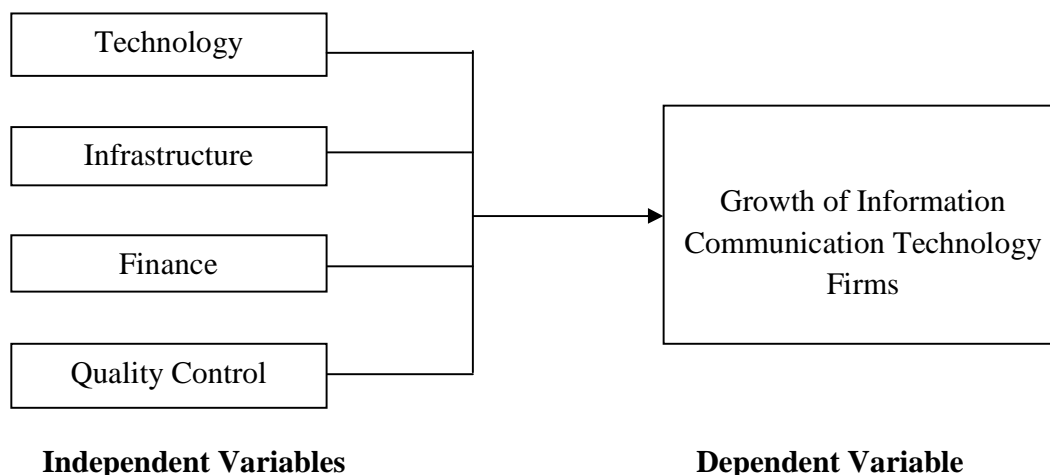 Technology
Infrastructure
Finance
Quality Control
Growth of Information
Communication Technology
Firms
Independent Variables
Dependent Variable